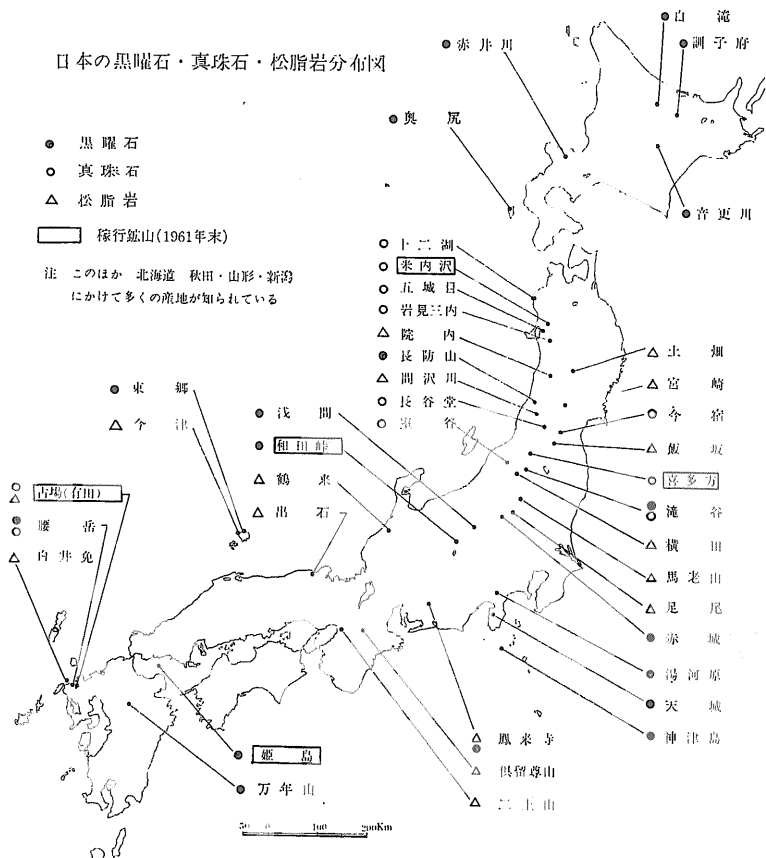 日本の黒曜石・真珠石・松脂岩分布図
● 黒曜石
○ 真珠石
△ 松脂岩
稼行鉱山(1961年末)
注 このほか 北海道 秋田・山形・新潟
にかけて多くの産地が知られている
● 白滝
● 訓子府
● 赤井川
● 奥尻
● 音更川
○ 十二湖
○ 米内沢
○ 五城目
○ 岩見三内
△ 院内
● 長防山
△ 間沢川
○ 長谷堂
○ 室谷
△ 土畑
△ 宮崎
今宿
△ 飯坂
○ 喜多方
滝谷
△ 横田
△ 馬老山
△ 足尾
● 赤城
● 湯河原
● 天城
● 神津島
● 東郷
△ 今津
● 浅間
● 和田峠
△ 鶴来
△ 出石
○ △ 古場(有田)
● ○ 腰岳
△ 白井免
● 姫島
● 万年山
△ ● 鳳来寺
△ 倶留尊山
△ 二上山
50 0 100 200Km